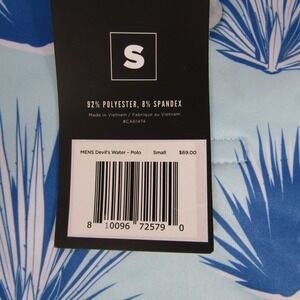 S
92% POLYESTER, 8% SPANDEX
Made in Vietnam / Fabriqué au Vietnam
#CA61474
MENS Devil's Water - Polo Small $69.00
8 10096 72579 0